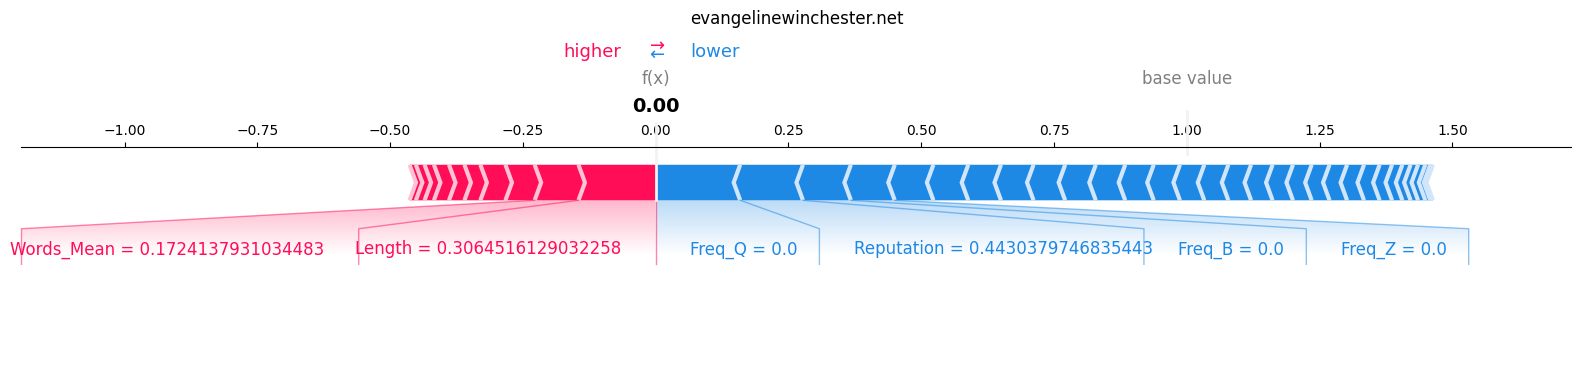 evangelinewinchester.net
higher → ← lower
f(x) base value
0.00
−1.00 −0.75 −0.50 −0.25 0.00 0.25 0.50 0.75 1.00 1.25 1.50
Words_Mean = 0.1724137931034483 Length = 0.3064516129032258 Freq_Q = 0.0 Reputation = 0.4430379746835443 Freq_B = 0.0 Freq_Z = 0.0